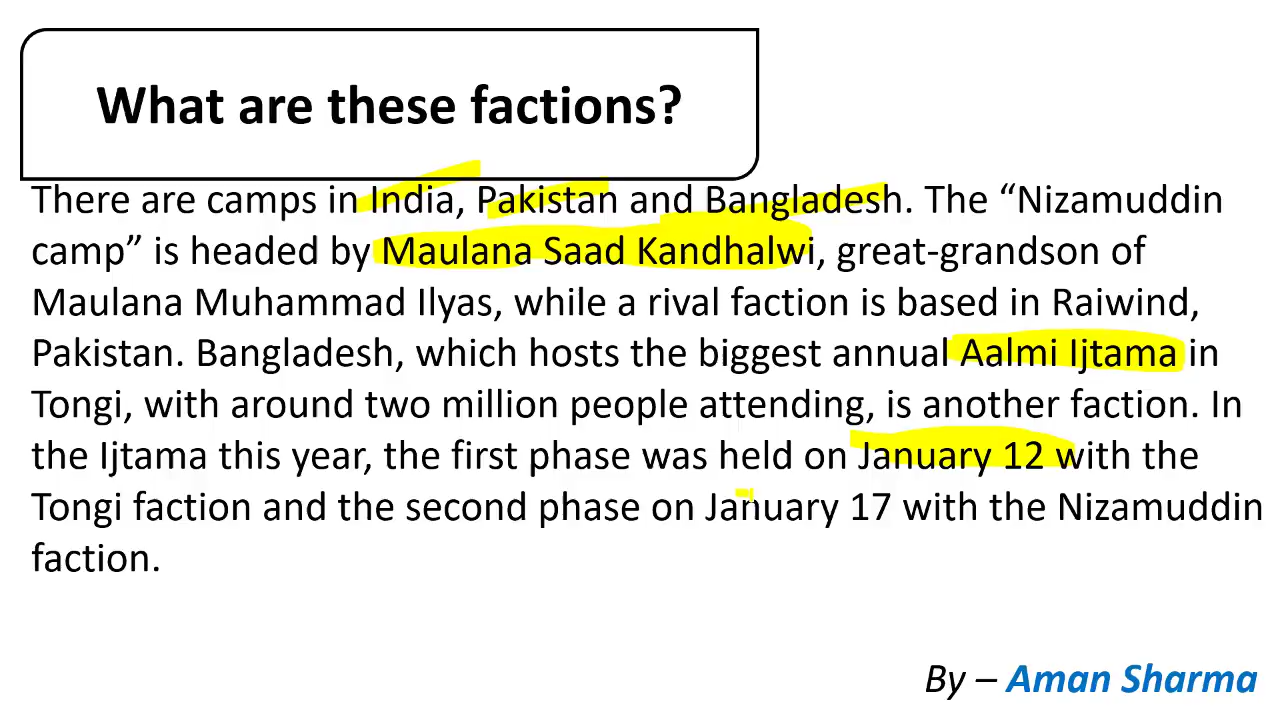 What are these factions?
There are camps in India, Pakistan and Bangladesh. The “Nizamuddin
camp” is headed by Maulana Saad Kandhalwi, great-grandson of
Maulana Muhammad Ilyas, while a rival faction is based in Raiwind,
Pakistan. Bangladesh, which hosts the biggest annual Aalmi Ijtama in
Tongi, with around two million people attending, is another faction. In
the Ijtama this year, the first phase was held on January 12 with the
Tongi faction and the second phase on January 17 with the Nizamuddin
faction.
By – Aman Sharma